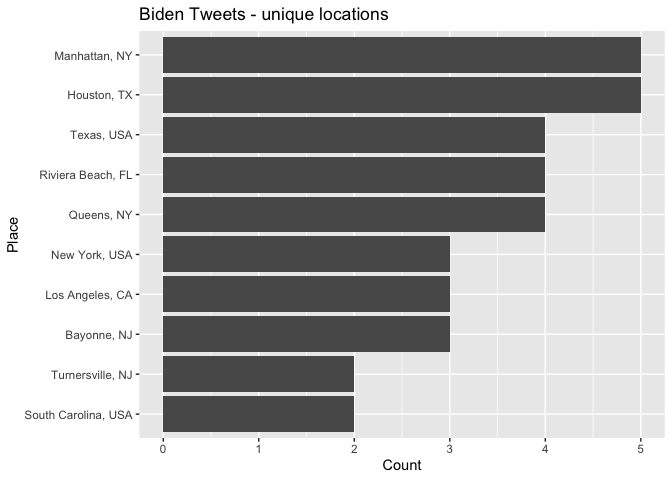 Biden Tweets - unique locations
Place
Manhattan, NY
Houston, TX
Texas, USA
Riviera Beach, FL
Queens, NY
New York, USA
Los Angeles, CA
Bayonne, NJ
Turnersville, NJ
South Carolina, USA
0 1 2 3 4 5
Count